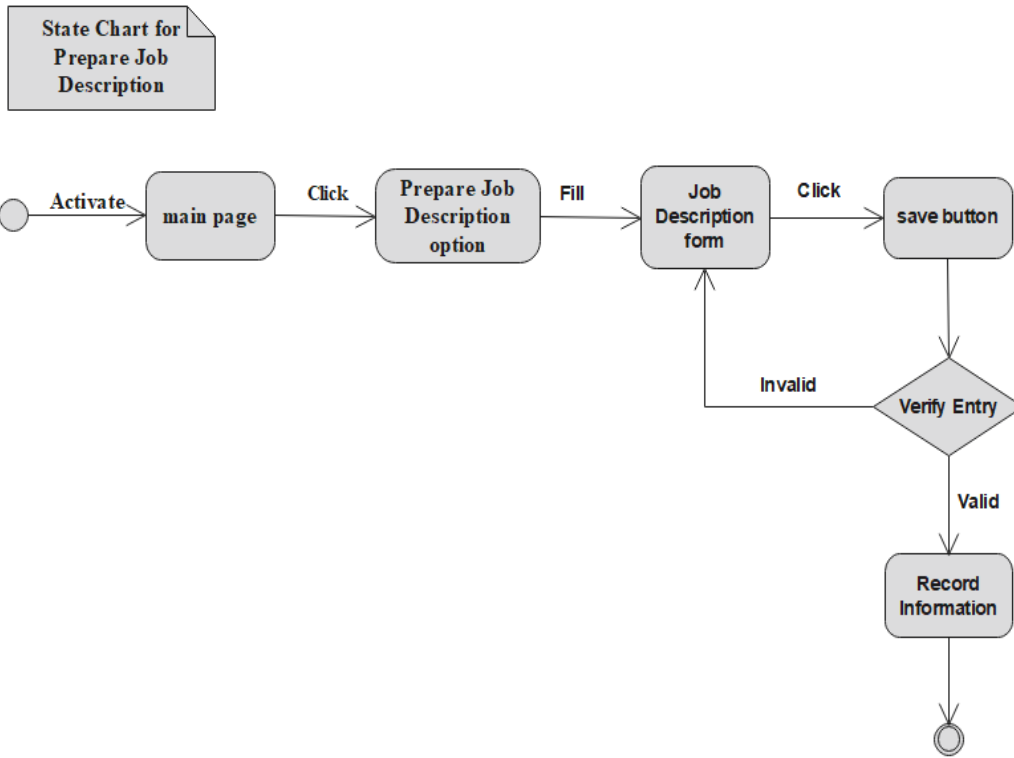 State Chart for
Prepare Job
Description
Activate
main page
Click
Prepare Job
Description
option
Fill
Job
Description
form
Click
save button
Invalid
Verify Entry
Valid
Record
Information